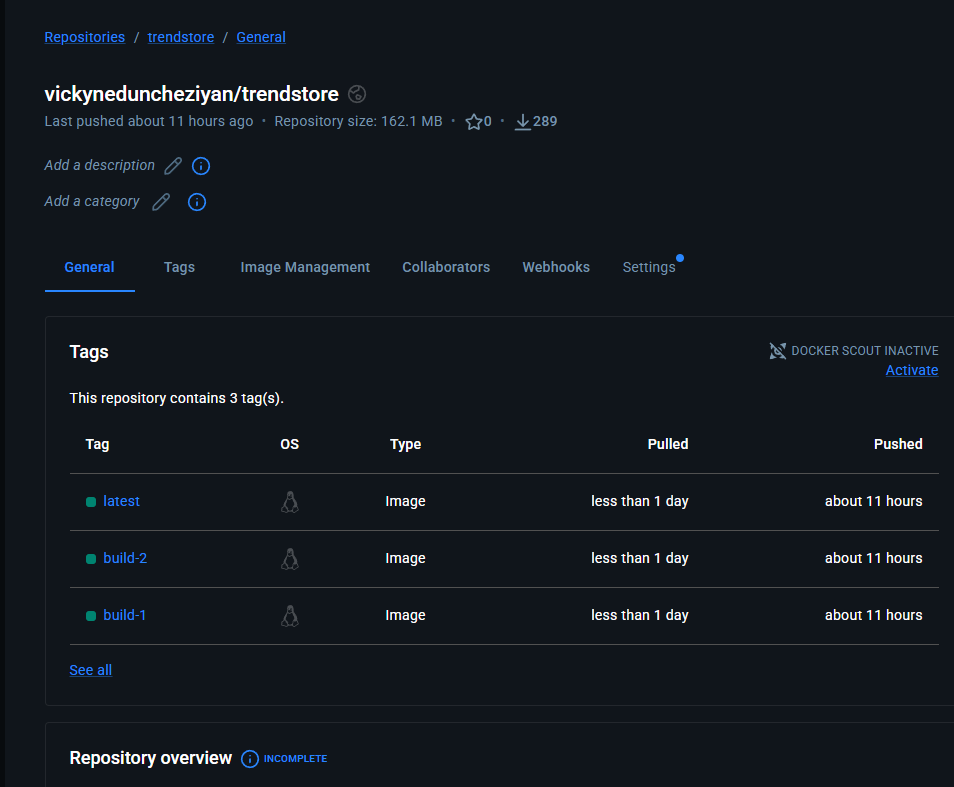 Repositories / trendstore / General
vickyneduncheziyan/trendstore
Last pushed about 11 hours ago • Repository size: 162.1 MB • 0 • 289
Add a description
Add a category
General Tags Image Management Collaborators Webhooks Settings
Tags
DOCKER SCOUT INACTIVE
Activate
This repository contains 3 tag(s).
Tag OS Type Pulled Pushed
latest Image less than 1 day about 11 hours
build-2 Image less than 1 day about 11 hours
build-1 Image less than 1 day about 11 hours
See all
Repository overview INCOMPLETE